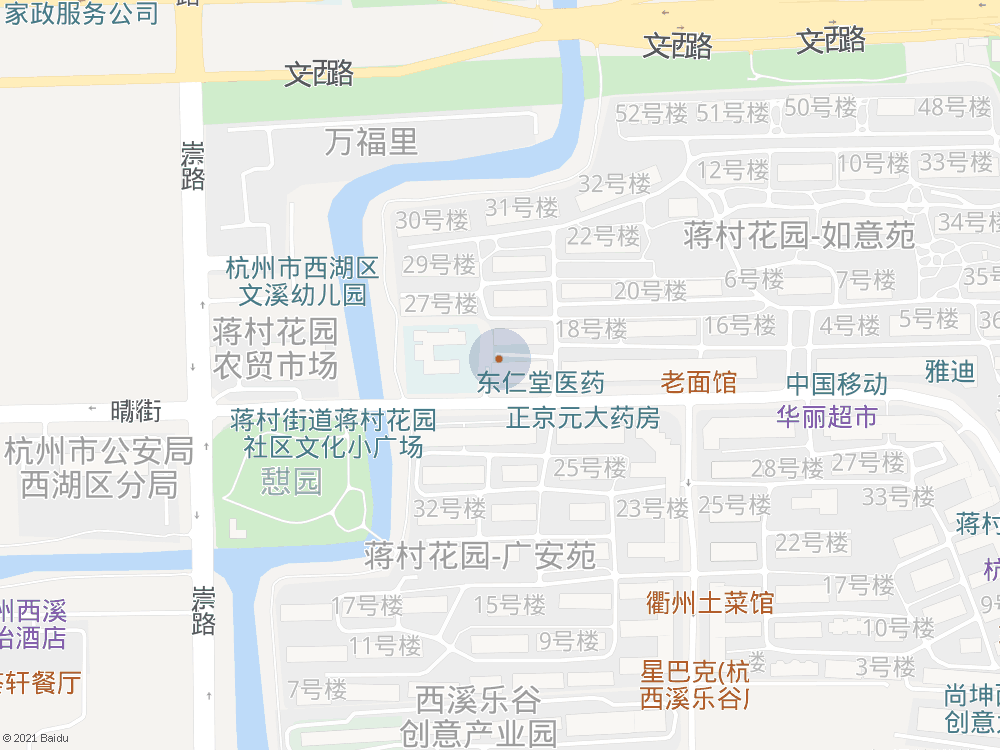 家政服务公司
路
文西路
文西路
文西路
52号楼
51号楼
50号楼
48号楼
万福里
崇
路
12号楼
10号楼
33号楼
32号楼
30号楼
31号楼
22号楼
蒋村花园-如意苑
34号楼
杭州市西湖区
文溪幼儿园
29号楼
27号楼
20号楼
6号楼
7号楼
35号
蒋村花园
农贸市场
18号楼
16号楼
4号楼
5号楼
36
东仁堂医药
老面馆
中国移动
雅迪
蒋村街道蒋村花园
社区文化小广场
正京元大药房
华丽超市
杭州市公安局
西湖区分局
憇园
25号楼
28号楼
27号楼
32号楼
23号楼
25号楼
33号楼
蒋村
22号楼
蒋村花园-广安苑
杭
崇
路
州西溪
怡酒店
17号楼
15号楼
衢州土菜馆
17号楼
9号
11号楼
9号楼
10号楼
轩餐厅
7号楼
星巴克(杭
西溪乐谷
楼
3号楼
西溪乐谷
创意产业园
尚坤西
创意
© 2021 Baidu